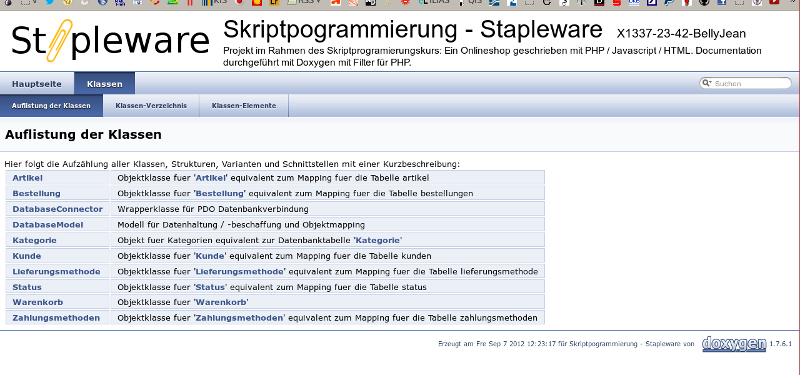 St pleware
Skriptprogrammierung - Stapleware X1337-23-42-BellyJean
Projekt im Rahmen des Skriptprogrierungskurs: Ein Onlineshop geschrieben mit PHP / Javascript / HTML. Documentation
durchgeführt mit Doxygen mit Filter für PHP.
Hauptseite Klassen
Suchen
Auflistung der Klassen Klassen-Verzeichnis Klassen-Elemente
Auflistung der Klassen
Hier folgt die Aufzählung aller Klassen, Strukturen, Varianten und Schnittstellen mit einer Kurzbeschreibung:
Artikel Objektklasse fuer 'Artikel' equivalent zum Mapping fuer die Tabelle artikel
Bestellung Objektklasse fuer 'Bestellung' equivalent zum Mapping fuer die Tabelle bestellungen
DatabaseConnector Wrapperklasse für PDO Datenbankverbindung
DatabaseModel Modell für Datenhaltung / -beschaffung und Objektmapping
Kategorie Objekt fuer Kategorien equivalent zur Datenbanktabelle 'Kategorie'
Kunde Objektklasse fuer 'Kunde' equivalent zum Mapping fuer die Tabelle kunden
Lieferungsmethode Objektklasse fuer 'Lieferungsmethode' equivalent zum Mapping fuer die Tabelle lieferungsmethode
Status Objektklasse fuer 'Status' equivalent zum Mapping fuer die Tabelle status
Warenkorb Objektklasse fuer 'Warenkorb'
Zahlungsmethoden Objektklasse fuer 'Zahlungsmethoden' equivalent zum Mapping fuer die Tabelle zahlungsmethoden
Erzeugt am Fre Sep 7 2012 12:23:17 für Skriptprogrammierung - Stapleware von doxygen 1.7.6.1